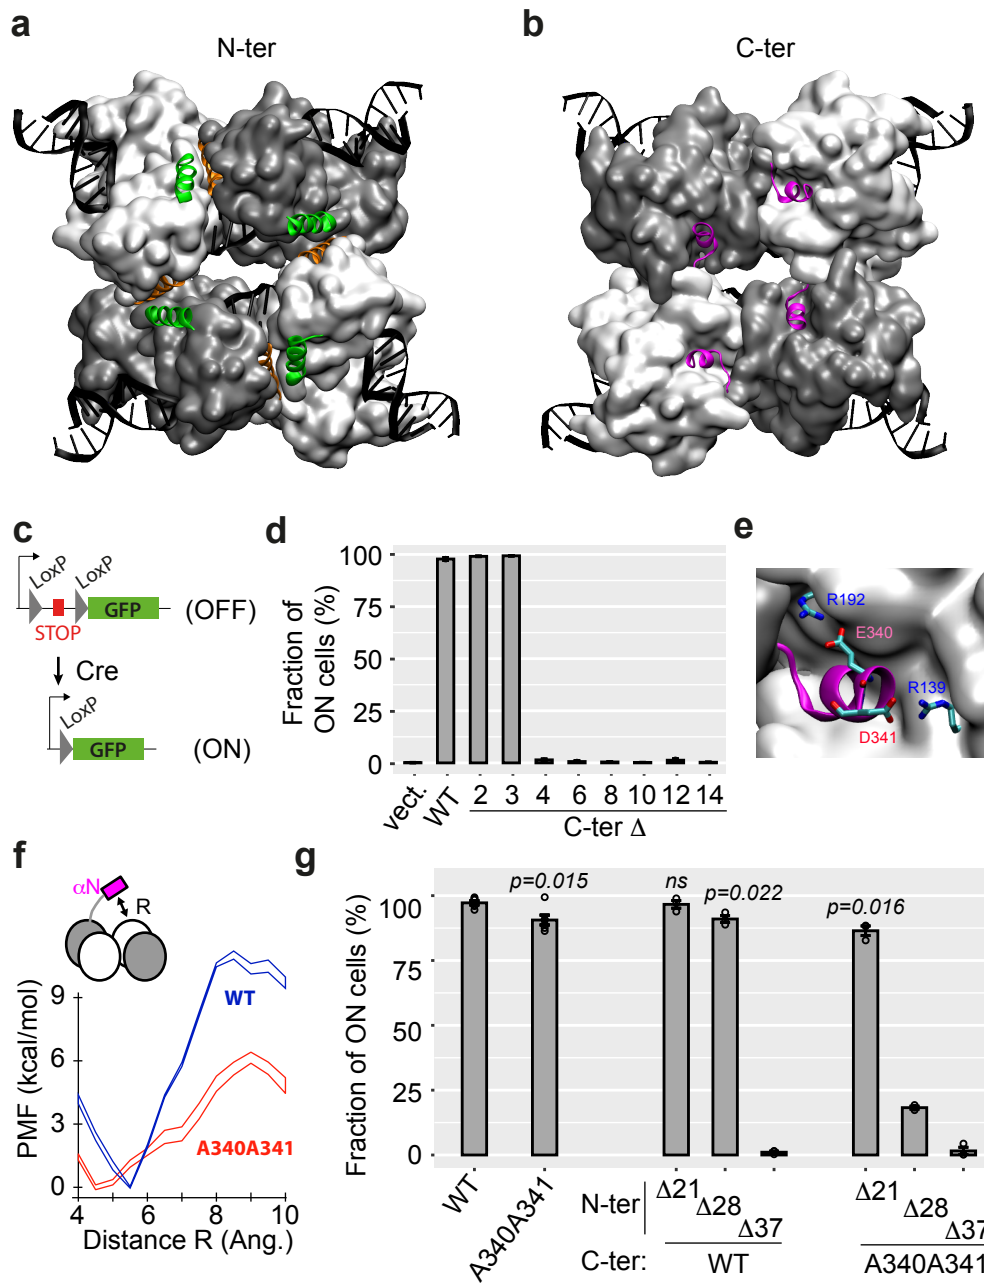 a
N-ter
b
C-ter
c
LoxP LoxP
GFP (OFF)
STOP
Cre
LoxP
GFP (ON)
d
Fraction of
ON cells (%)
100
75
50
25
0
vect. WT 2 3 4 6 8 10 12 14
C-ter Δ
e
R192
E340
R139
D341
f
αN
R
WT
A340A341
PMF (kcal/mol)
9
6
3
0
4 6 8 10
Distance R (Ang.)
g
Fraction of ON cells (%)
100
75
50
25
0
p=0.015
ns
p=0.022
p=0.016
WT A340A341
N-ter Δ21 Δ28 Δ37 Δ21 Δ28 Δ37
C-ter: WT A340A341